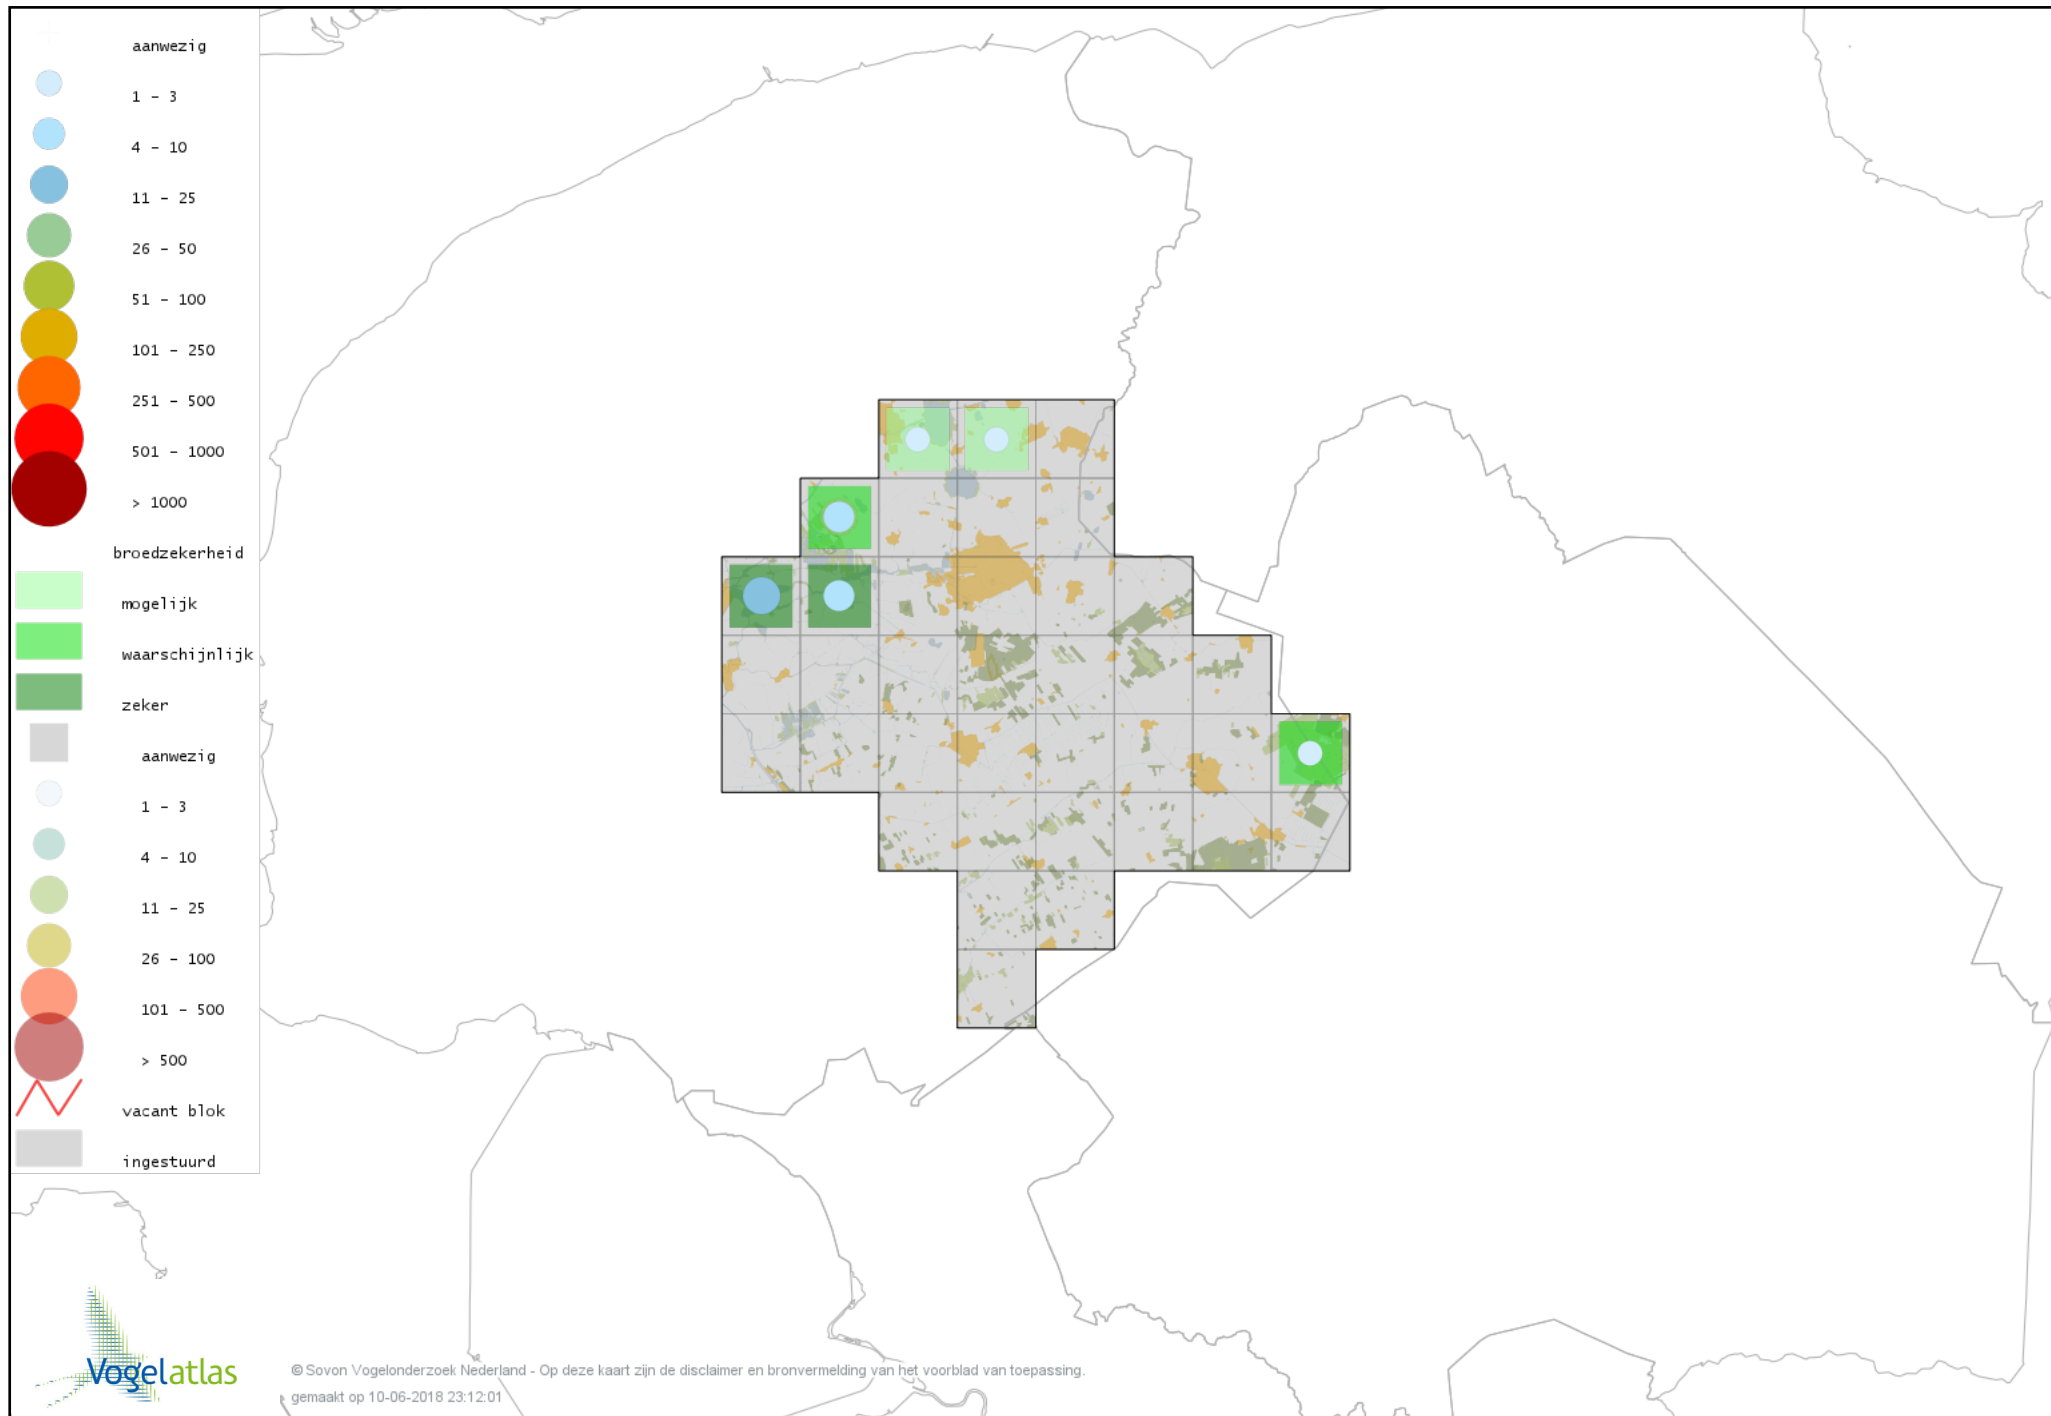 aanwezig
1 - 3
4 - 10
11 - 25
26 - 50
51 - 100
101 - 250
251 - 500
501 - 1000
> 1000
broedzekerheid
mogelijk
waarschijnlijk
zeker
aanwezig
1 - 3
4 - 10
11 - 25
26 - 100
101 - 500
> 500
vacant blok
ingestuurd
Vogelatlas
© Sovon Vogelonderzoek Nederland - Op deze kaart zijn de disclaimer en bronvermelding van het voorblad van toepassing.
gemaakt op 10-06-2018 23:12:01